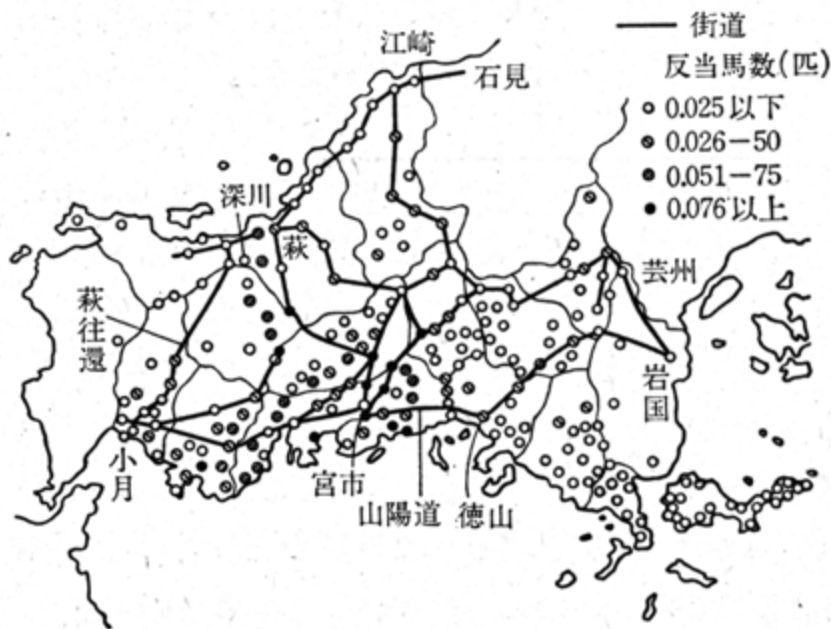 街道
反当馬数(匹)
0.025以下
0.026-50
0.051-75
0.076以上
江崎
石見
深川
萩
芸州
萩往還
岩国
小月
宮市
山陽道
徳山